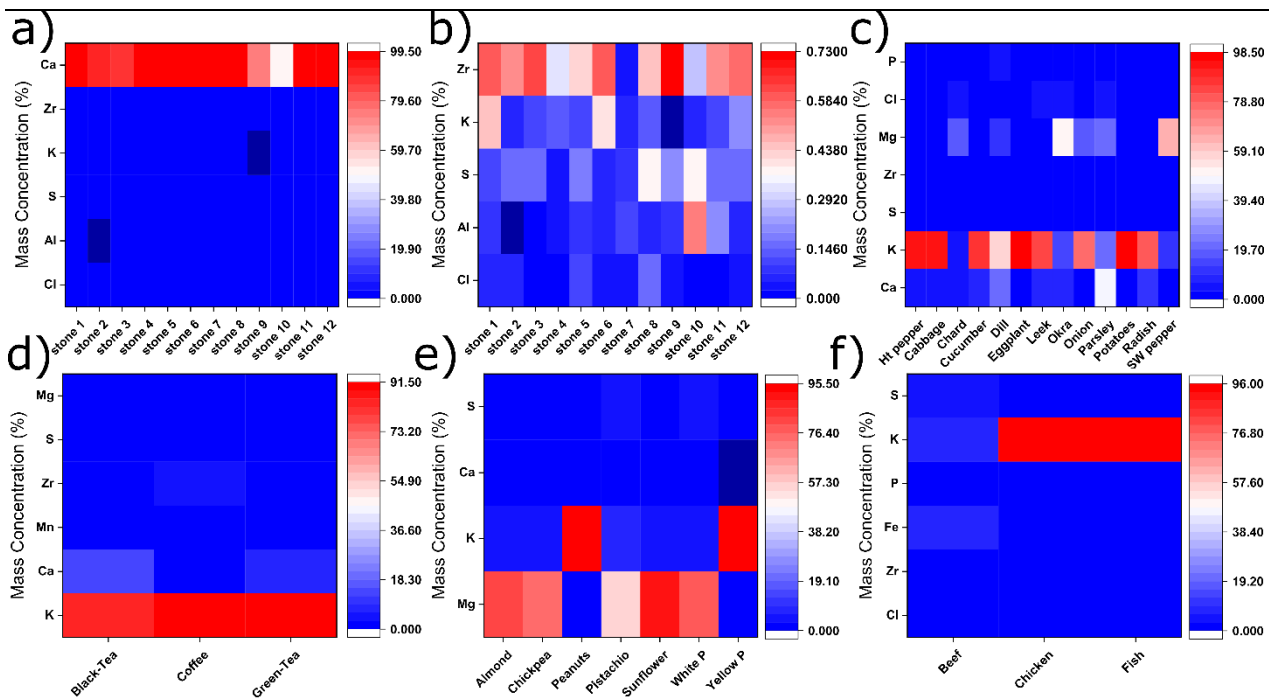 a)
Mass Concentration (%)
Ca
Zr
K
S
Al
Cl
stone 1
stone 2
stone 3
stone 4
stone 5
stone 6
stone 7
stone 8
stone 9
stone 10
stone 11
stone 12
99.50
79.60
59.70
39.80
19.90
0.000
b)
Mass Concentration (%)
Zr
K
S
Al
Cl
stone 1
stone 2
stone 3
stone 4
stone 5
stone 6
stone 7
stone 8
stone 9
stone 10
stone 11
stone 12
0.7300
0.5840
0.4380
0.2920
0.1460
0.000
c)
Mass Concentration (%)
P
Cl
Mg
Zr
S
K
Ca
Ht pepper
Cabbage
Chard
Cucumber
Dill
Eggplant
Leek
Okra
Onion
Parsley
Potatoes
Radish
SW pepper
98.50
78.80
59.10
39.40
19.70
0.000
d)
Mass Concentration (%)
Mg
S
Zr
Mn
Ca
K
Black-Tea
Coffee
Green-Tea
91.50
73.20
54.90
36.60
18.30
0.000
e)
Mass Concentration (%)
S
Ca
K
Mg
Almond
Chickpea
Peanuts
Pistachio
Sunflower
White P
Yellow P
95.50
76.40
57.30
38.20
19.10
0.000
f)
Mass Concentration (%)
S
K
P
Fe
Zr
Cl
Beef
Chicken
Fish
96.00
76.80
57.60
38.40
19.20
0.000